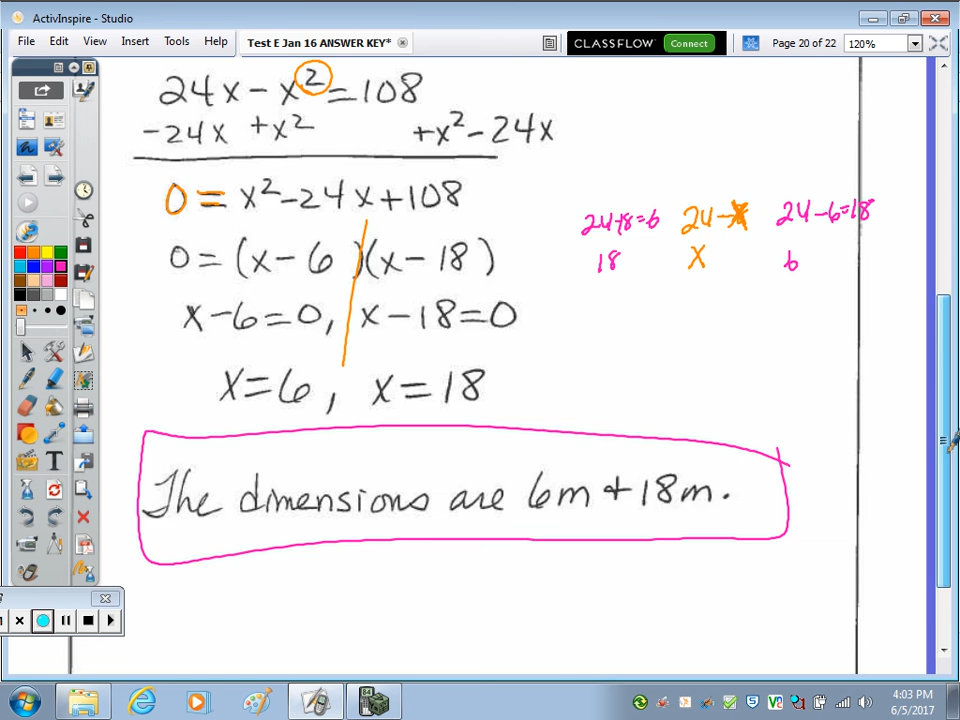 ActivInspire - Studio
File Edit View Insert Tools Help
Test E Jan 16 ANSWER KEY*
CLASSFLOW Connect
Page 20 of 22
120%
24x - x² = 108
-24x +x² +x² - 24x
0 = x² - 24x + 108
24-18=6 24-x 24-6=18
0 = (x - 6)(x - 18)
18 x 6
x - 6 = 0, x - 18 = 0
x = 6, x = 18
The dimensions are 6m + 18m.
4:03 PM
6/5/2017